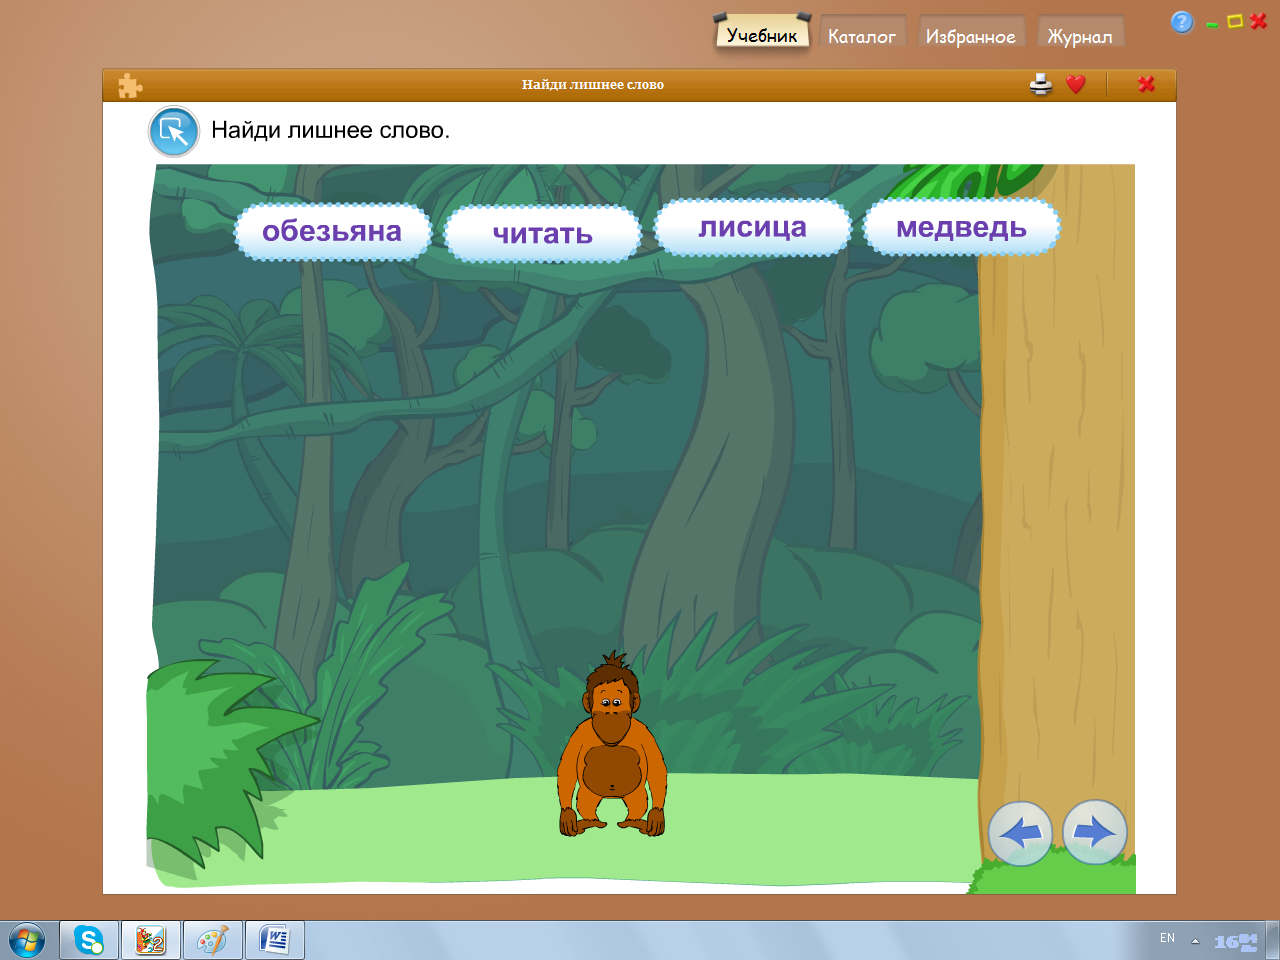 Учебник Каталог Избранное Журнал
Найди лишнее слово
Найди лишнее слово.
обезьяна читать лисица медведь
EN